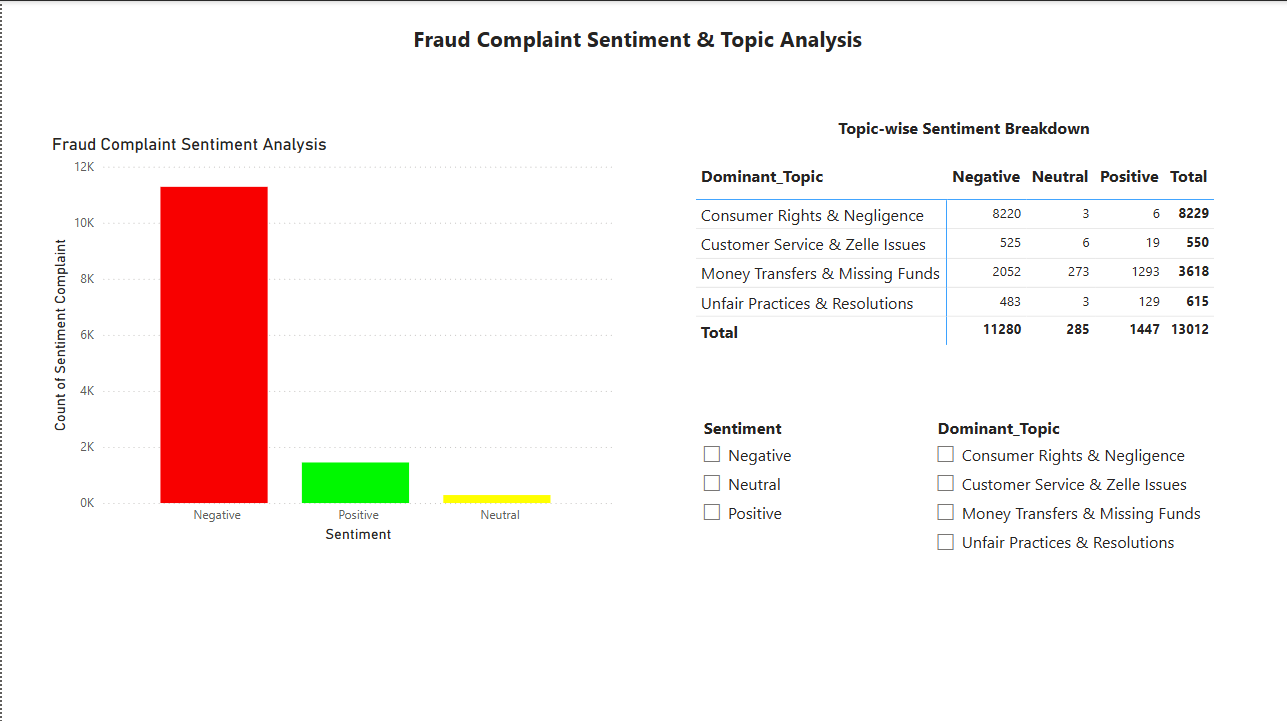 Fraud Complaint Sentiment & Topic Analysis
Fraud Complaint Sentiment Analysis
12K
10K
8K
6K
4K
2K
0K
Count of Sentiment Complaint
Negative Positive Neutral
Sentiment
Topic-wise Sentiment Breakdown
Dominant_Topic Negative Neutral Positive Total
Consumer Rights & Negligence 8220 3 6 8229
Customer Service & Zelle Issues 525 6 19 550
Money Transfers & Missing Funds 2052 273 1293 3618
Unfair Practices & Resolutions 483 3 129 615
Total 11280 285 1447 13012
Sentiment
Negative
Neutral
Positive
Dominant_Topic
Consumer Rights & Negligence
Customer Service & Zelle Issues
Money Transfers & Missing Funds
Unfair Practices & Resolutions